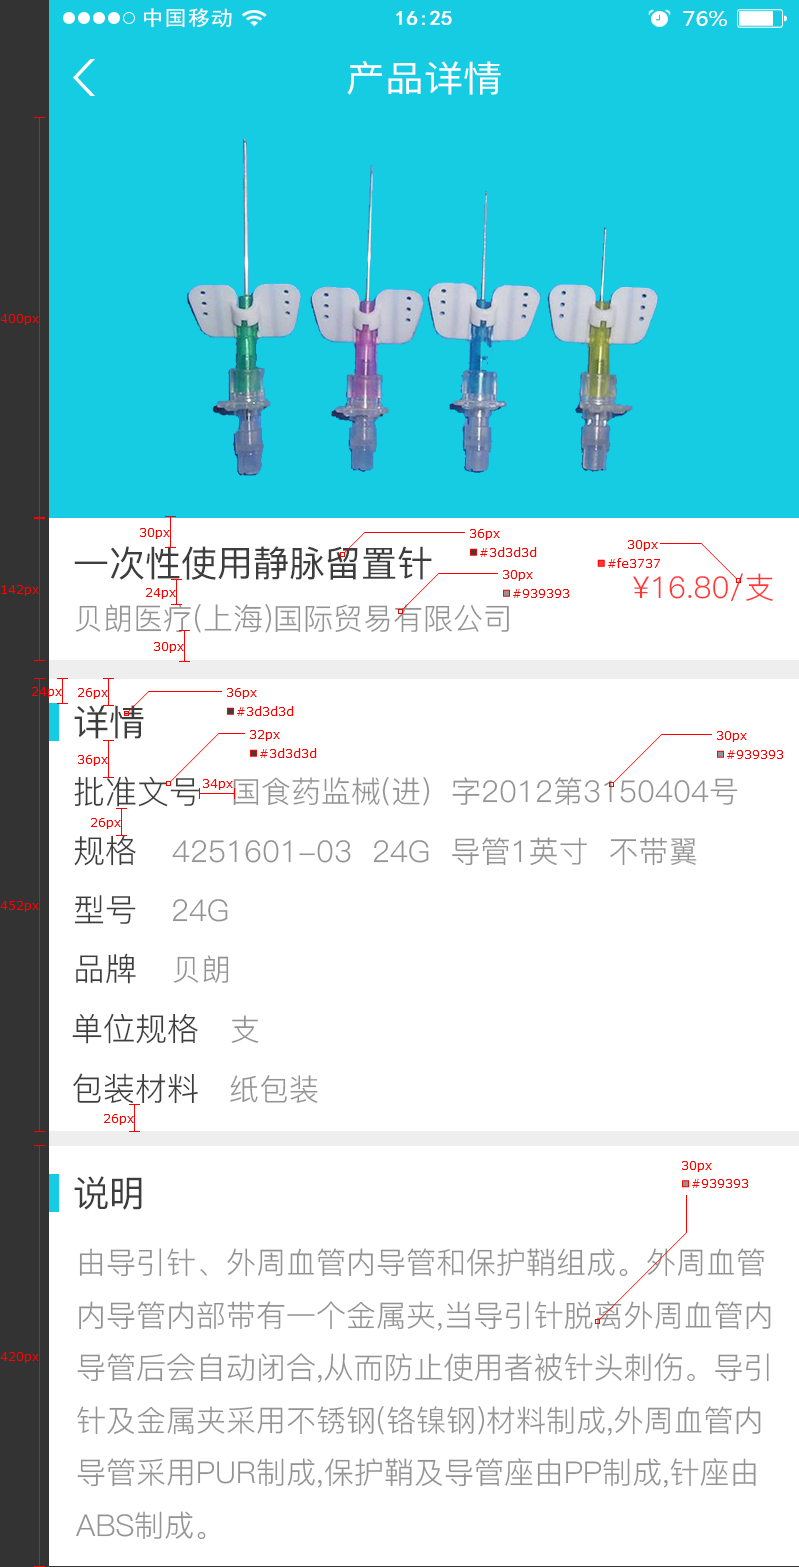 中国移动 16:25 76%
产品详情
400px
30px
36px
#3d3d3d
30px
#fe3737
一次性使用静脉留置针
30px
#939393
¥16.80/支
142px
24px
贝朗医疗(上海)国际贸易有限公司
30px
24px
26px
36px
#3d3d3d
详情
32px
#3d3d3d
30px
#939393
36px
批准文号 34px 国食药监械(进) 字2012第3150404号
26px
规格 4251601-03 24G 导管1英寸 不带翼
452px
型号 24G
品牌 贝朗
单位规格 支
包装材料 纸包装
26px
30px
#939393
说明
由导引针、外周血管内导管和保护鞘组成。外周血管
内导管内部带有一个金属夹,当导引针脱离外周血管内
420px
导管后会自动闭合,从而防止使用者被针头刺伤。导引
针及金属夹采用不锈钢(铬镍钢)材料制成,外周血管内
导管采用PUR制成,保护鞘及导管座由PP制成,针座由
ABS制成。